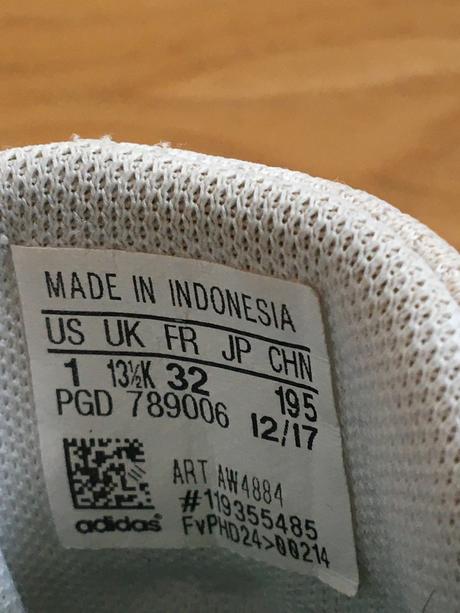 MADE IN INDONESIA
US UK FR JP CHN
1 13½K 32 195
PGD 789006 12/17
ART AW4884
#119355485
adidas FvPHD24>00214